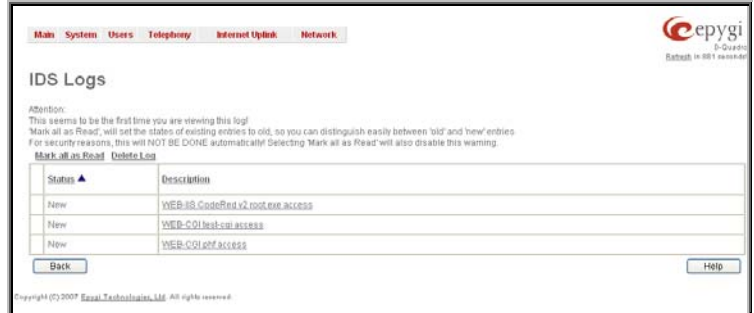 Main System Users Telephony Internet Uplink Network
epygi
D-Quadro
Refresh in 881 seconds
IDS Logs
Attention:
This seems to be the first time you are viewing this log!
'Mark all as Read', will set the states of existing entries to old, so you can distinguish easily between 'old' and 'new' entries
For security reasons, this will NOT BE DONE automatically! Selecting 'Mark all as Read' will also disable this warning.
Mark all as Read Delete Log
Status Description
New WEB-IIS CodeRed v2 root.exe access
New WEB-CGI test-cgi access
New WEB-CGI phf access
Back Help
Copyright (C) 2007 Epygi Technologies, Ltd. All rights reserved.